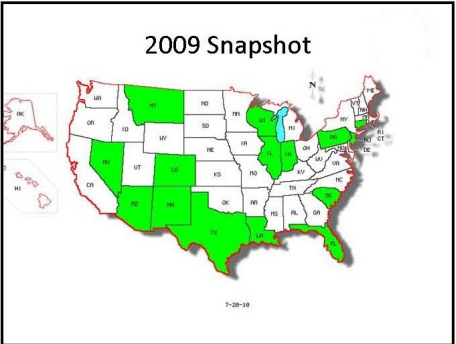 2009 Snapshot
N
WA
MT
ND
MN
ME
VT
NH
AK
OR
ID
SD
WI
MI
NY
WY
IA
PA
RI
CT
NJ
DE
NV
UT
CO
NE
IL
IN
OH
WV
VA
CA
KS
MO
KY
NC
HI
AZ
NM
OK
AR
TN
SC
MS
AL
GA
TX
LA
FL
7-20-10